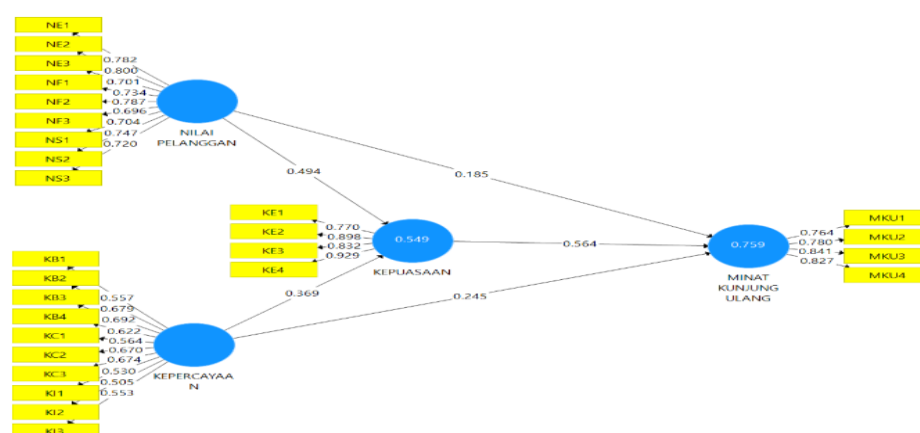 NE1
NE2
NE3
NF1
NF2
NF3
NS1
NS2
NS3
0.782
0.800
0.701
0.734
0.787
0.696
0.704
0.747
0.720
NILAI
PELANGGAN
0.494
0.185
KE1
KE2
KE3
KE4
0.770
0.898
0.832
0.929
0.549
KEPUASAAN
0.564
0.759
MINAT
KUNJUNG
ULANG
0.764
0.780
0.841
0.827
MKU1
MKU2
MKU3
MKU4
0.369
0.245
KB1
KB2
KB3
KB4
KC1
KC2
KC3
KI1
KI2
KI3
0.557
0.679
0.692
0.622
0.564
0.670
0.674
0.530
0.505
0.553
KEPERCAYAA
N